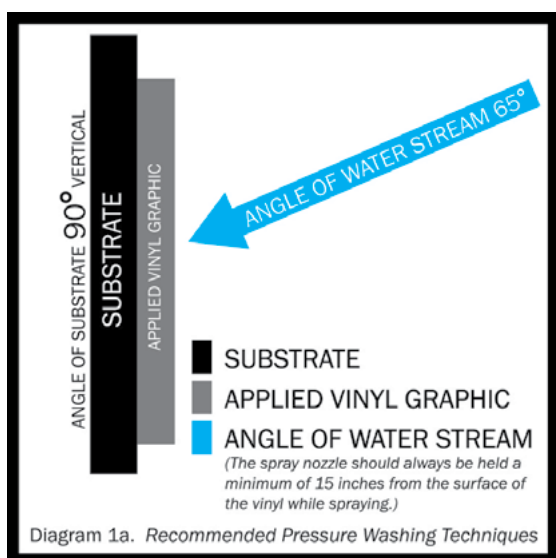 ANGLE OF SUBSTRATE 90° VERTICAL
SUBSTRATE
APPLIED VINYL GRAPHIC
ANGLE OF WATER STREAM 65°
SUBSTRATE
APPLIED VINYL GRAPHIC
ANGLE OF WATER STREAM
(The spray nozzle should always be held a
minimum of 15 inches from the surface of
the vinyl while spraying.)
Diagram 1a. Recommended Pressure Washing Techniques